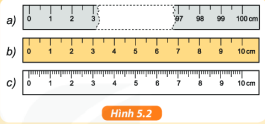 a) 0 1 2 3 97 98 99 100 cm
b) 0 1 2 3 4 5 6 7 8 9 10 cm
c) 0 1 2 3 4 5 6 7 8 9 10 cm
Hình 5.2